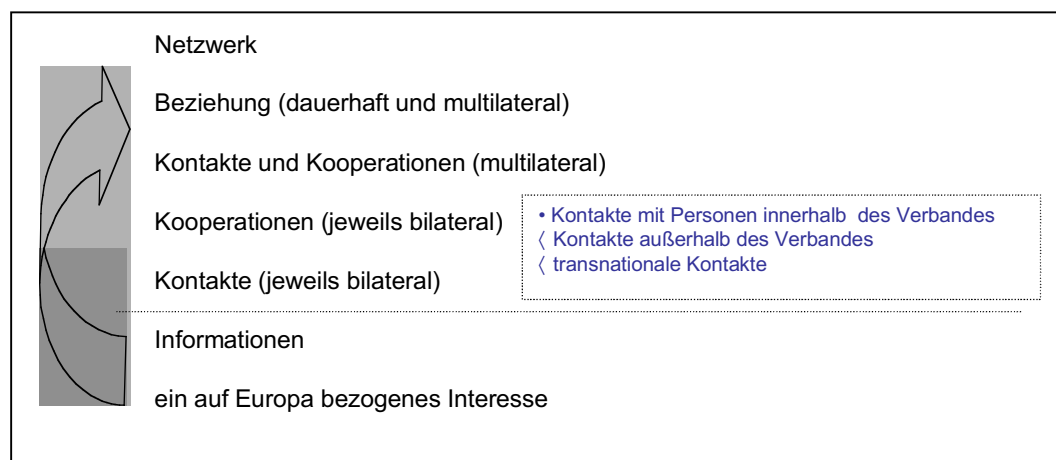 Netzwerk
Beziehung (dauerhaft und multilateral)
Kontakte und Kooperationen (multilateral)
Kooperationen (jeweils bilateral)
• Kontakte mit Personen innerhalb des Verbandes
〈 Kontakte außerhalb des Verbandes
〈 transnationale Kontakte
Kontakte (jeweils bilateral)
Informationen
ein auf Europa bezogenes Interesse